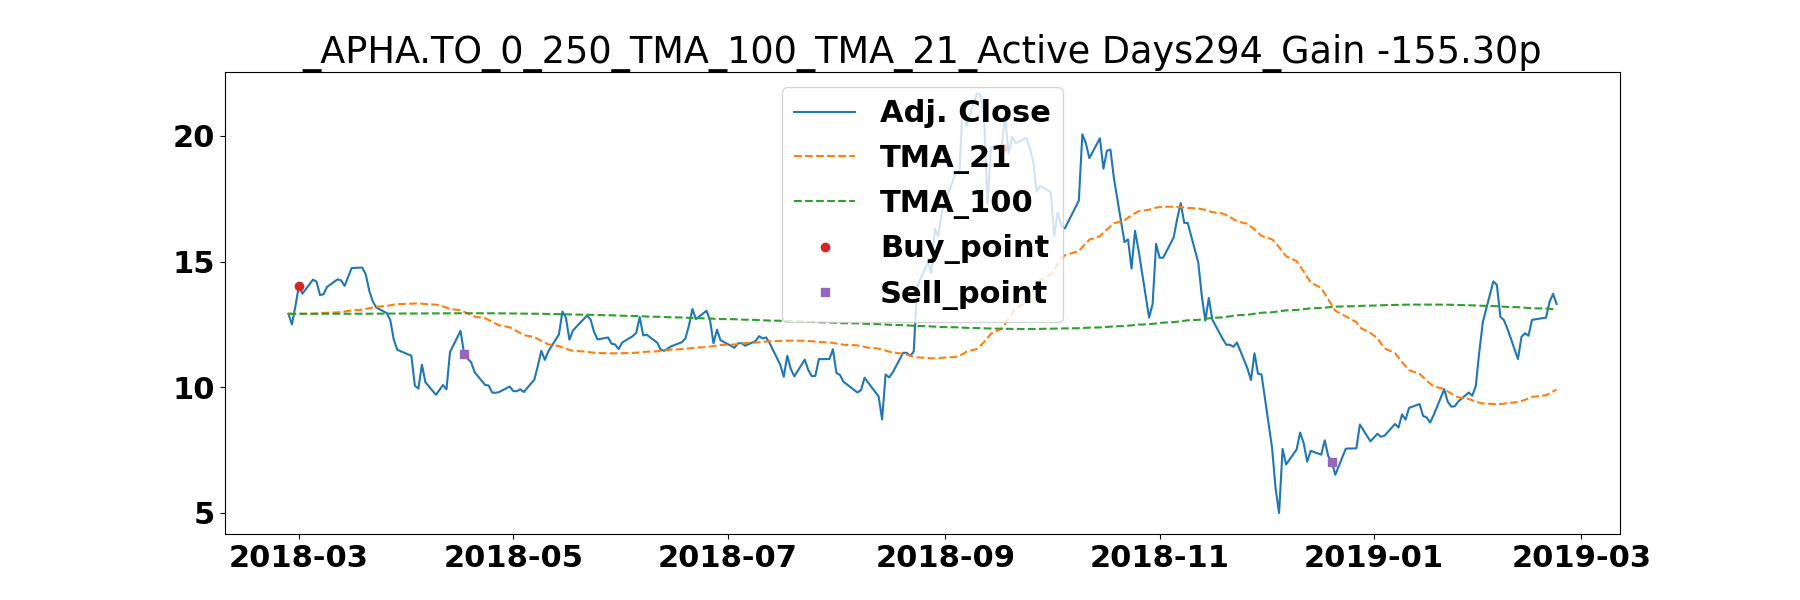 _APHA.TO_0_250_TMA_100_TMA_21_Active Days294_Gain -155.30p
Adj. Close
TMA_21
TMA_100
Buy_point
Sell_point
20
15
10
5
2018-03 2018-05 2018-07 2018-09 2018-11 2019-01 2019-03